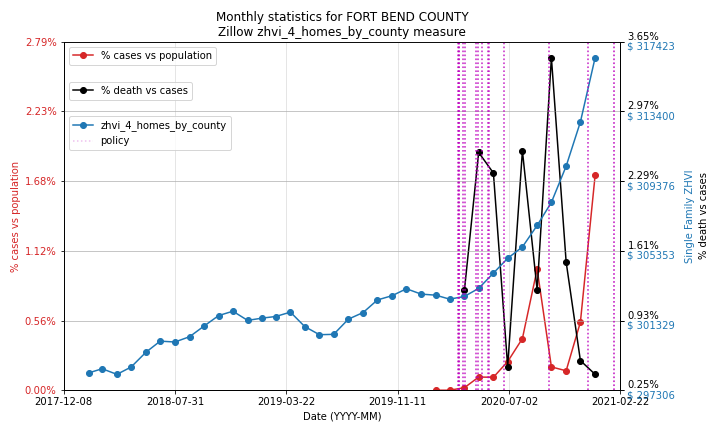 Monthly statistics for FORT BEND COUNTY
Zillow zhvi_4_homes_by_county measure
2.79%
2.23%
1.68%
1.12%
0.56%
0.00%
% cases vs population
% cases vs population
% death vs cases
zhvi_4_homes_by_county
policy
3.65%
$ 317423
2.97%
$ 313400
2.29%
$ 309376
1.61%
$ 305353
0.93%
$ 301329
0.25%
$ 297306
Single Family ZHVI
% death vs cases
2017-12-08
2018-07-31
2019-03-22
2019-11-11
2020-07-02
2021-02-22
Date (YYYY-MM)